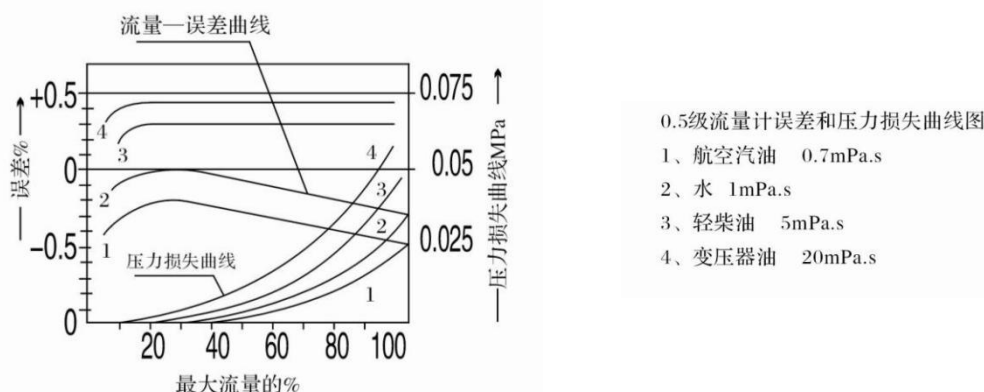 流量—误差曲线
+0.5
0
−0.5
0
误差%
4
3
2
1
4
3
2
1
压力损失曲线
0.075
0.05
0.025
压力损失曲线MPa
20 40 60 80 100
最大流量的%
0.5级流量计误差和压力损失曲线图
1、航空汽油 0.7mPa.s
2、水 1mPa.s
3、轻柴油 5mPa.s
4、变压器油 20mPa.s